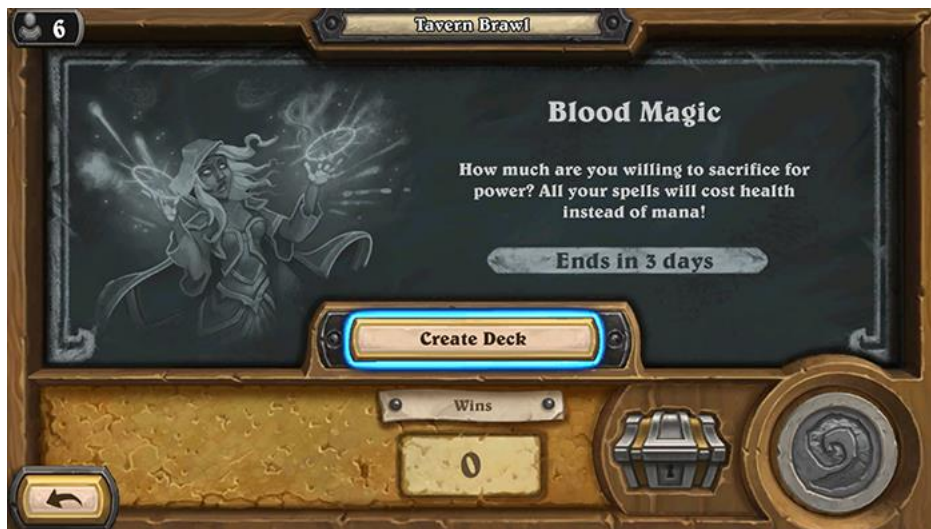 6
Tavern Brawl
Blood Magic
How much are you willing to sacrifice for
power? All your spells will cost health
instead of mana!
Ends in 3 days
Create Deck
Wins
0